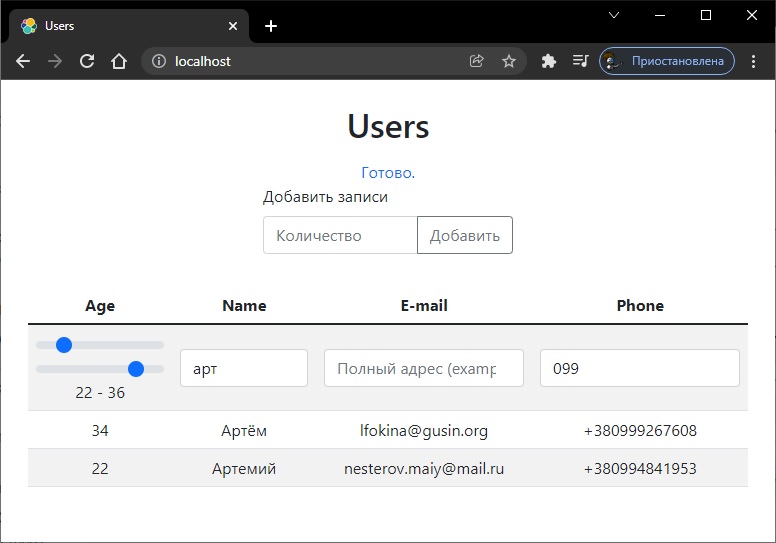 Users
localhost
Приостановлена
Users
Готово.
Добавить записи
Количество Добавить
Age Name E-mail Phone
22 - 36 арт Полный адрес (examp 099
34 Артём lfokina@gusin.org +380999267608
22 Артемий nesterov.maiy@mail.ru +380994841953